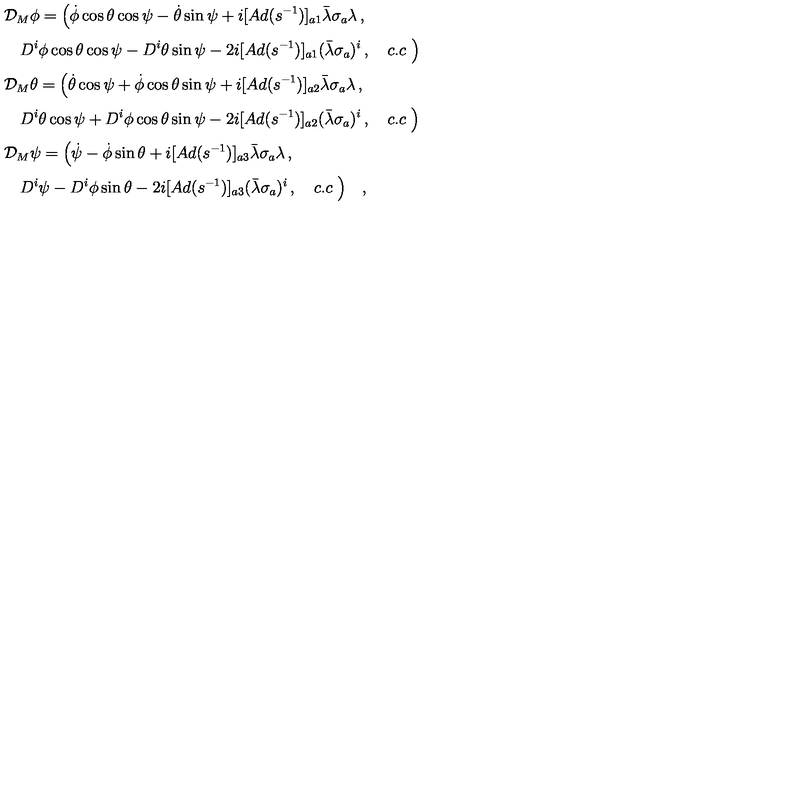 $\mathcal{D}_M \phi = \Big( \dot{\phi} \cos\theta \cos\psi - \dot{\theta} \sin\psi + i[Ad(s^{-1})]_{a1} \bar{\lambda}\sigma_a\lambda \, ,$
$D^i\phi \cos\theta \cos\psi - D^i\theta \sin\psi - 2i[Ad(s^{-1})]_{a1} (\bar{\lambda}\sigma_a)^i \, , \quad c.c \Big)$
$\mathcal{D}_M \theta = \Big( \dot{\theta} \cos\psi + \dot{\phi} \cos\theta \sin\psi + i[Ad(s^{-1})]_{a2} \bar{\lambda}\sigma_a\lambda \, ,$
$D^i\theta \cos\psi + D^i\phi \cos\theta \sin\psi - 2i[Ad(s^{-1})]_{a2} (\bar{\lambda}\sigma_a)^i \, , \quad c.c \Big)$
$\mathcal{D}_M \psi = \Big( \dot{\psi} - \dot{\phi} \sin\theta + i[Ad(s^{-1})]_{a3} \bar{\lambda}\sigma_a\lambda \, ,$
$D^i\psi - D^i\phi \sin\theta - 2i[Ad(s^{-1})]_{a3} (\bar{\lambda}\sigma_a)^i \, , \quad c.c \Big) \quad ,$